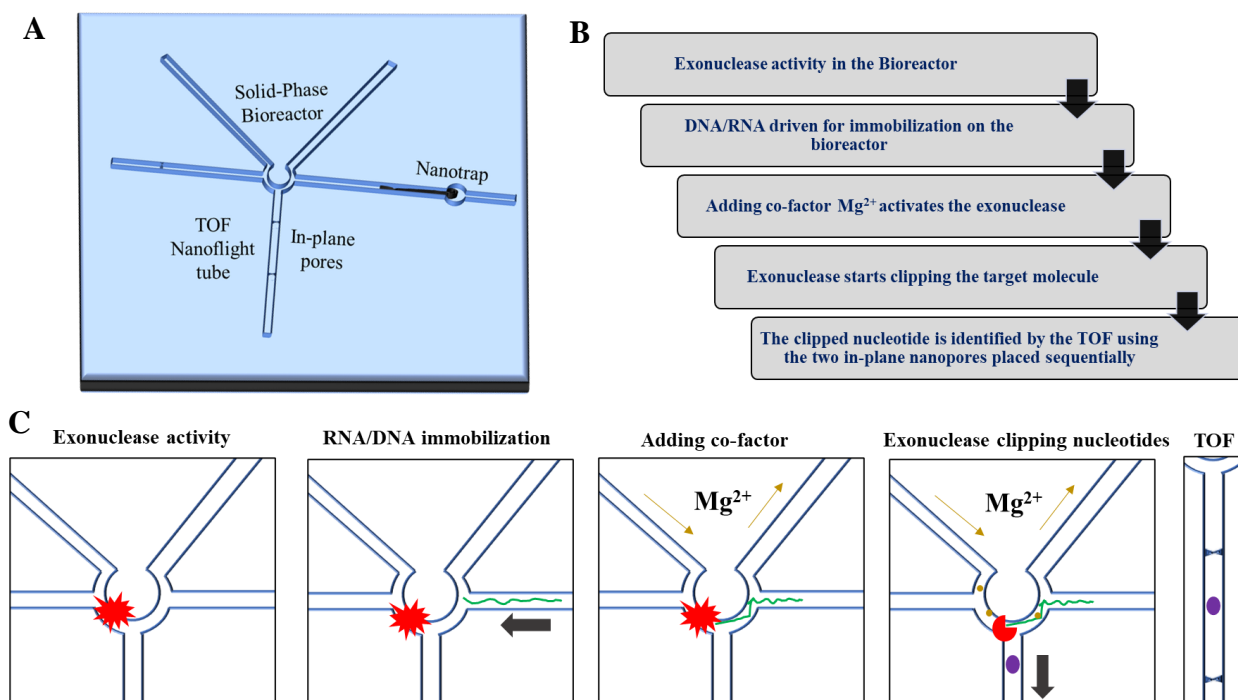 A
Solid-Phase
Bioreactor
Nanotrap
TOF
Nanoflight
tube
In-plane
pores
B
Exonuclease activity in the Bioreactor
DNA/RNA driven for immobilization on the
bioreactor
Adding co-factor Mg²⁺ activates the exonuclease
Exonuclease starts clipping the target molecule
The clipped nucleotide is identified by the TOF using
the two in-plane nanopores placed sequentially
C
Exonuclease activity
RNA/DNA immobilization
Adding co-factor
Exonuclease clipping nucleotides
TOF
Mg²⁺
Mg²⁺